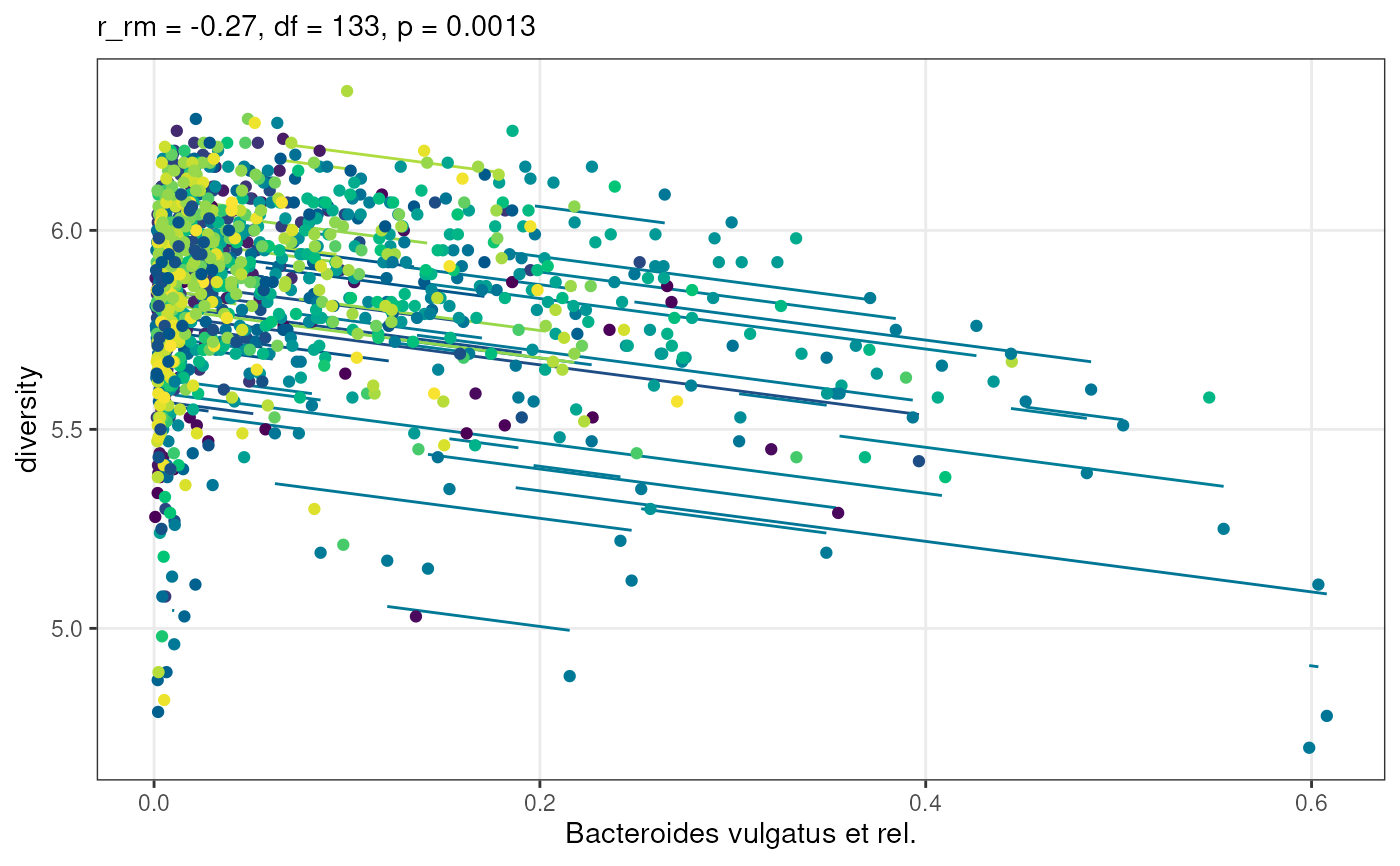 r_rm = -0.27, df = 133, p = 0.0013
6.0
5.5
5.0
diversity
0.0 0.2 0.4 0.6
Bacteroides vulgatus et rel.